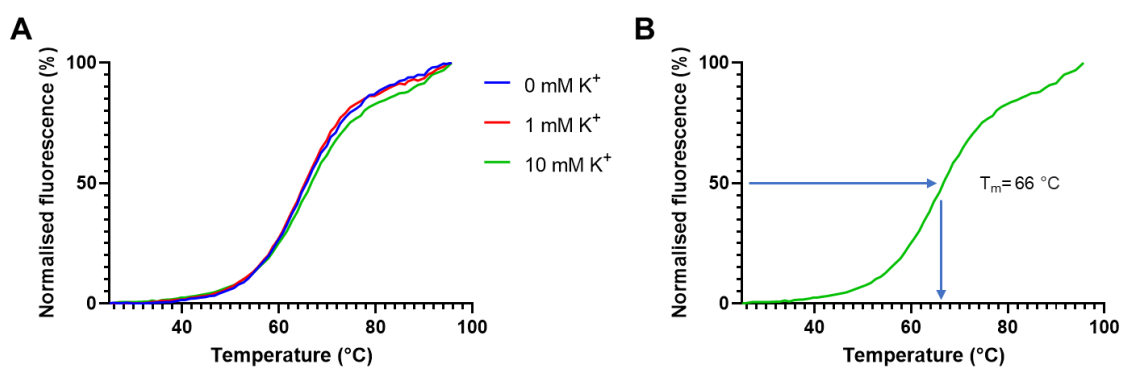 A
Normalised fluorescence (%)
100
50
0
40
60
80
100
Temperature (°C)
0 mM K⁺
1 mM K⁺
10 mM K⁺
B
Normalised fluorescence (%)
100
50
0
40
60
80
100
Temperature (°C)
Tₘ= 66 °C